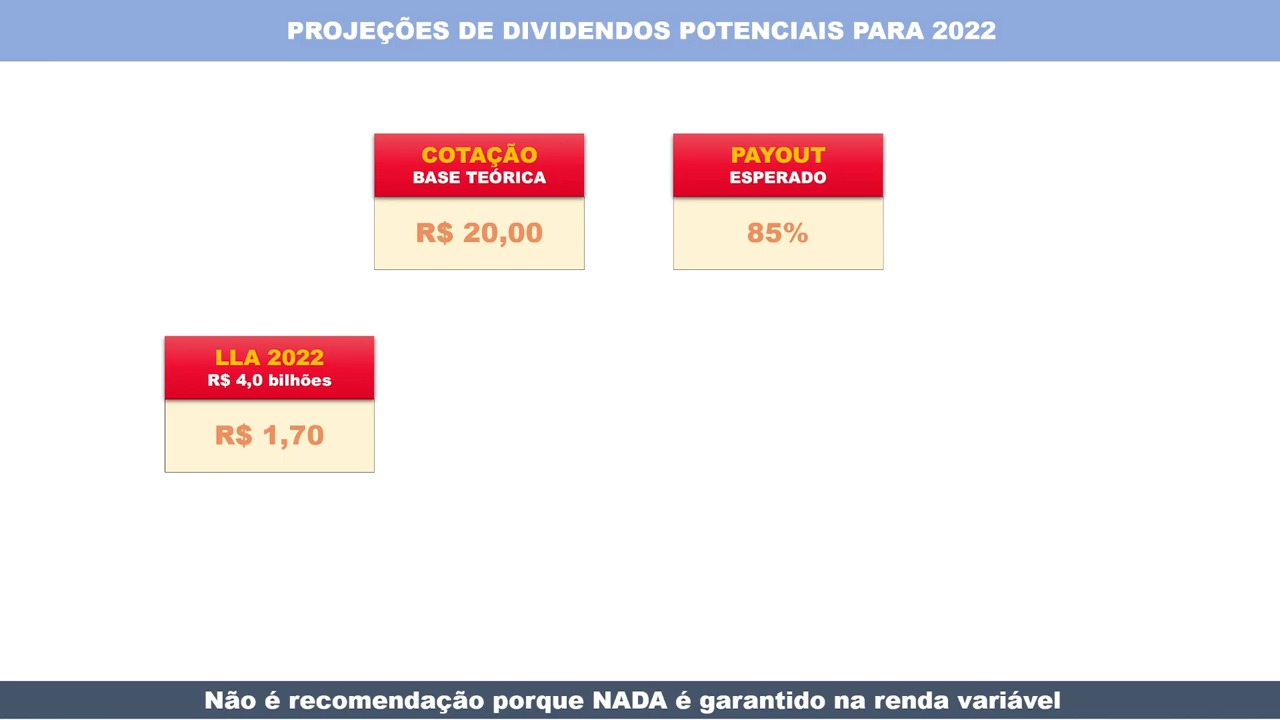 PROJEÇÕES DE DIVIDENDOS POTENCIAIS PARA 2022
COTAÇÃO
BASE TEÓRICA
R$ 20,00
PAYOUT
ESPERADO
85%
LLA 2022
R$ 4,0 bilhões
R$ 1,70
Não é recomendação porque NADA é garantido na renda variável